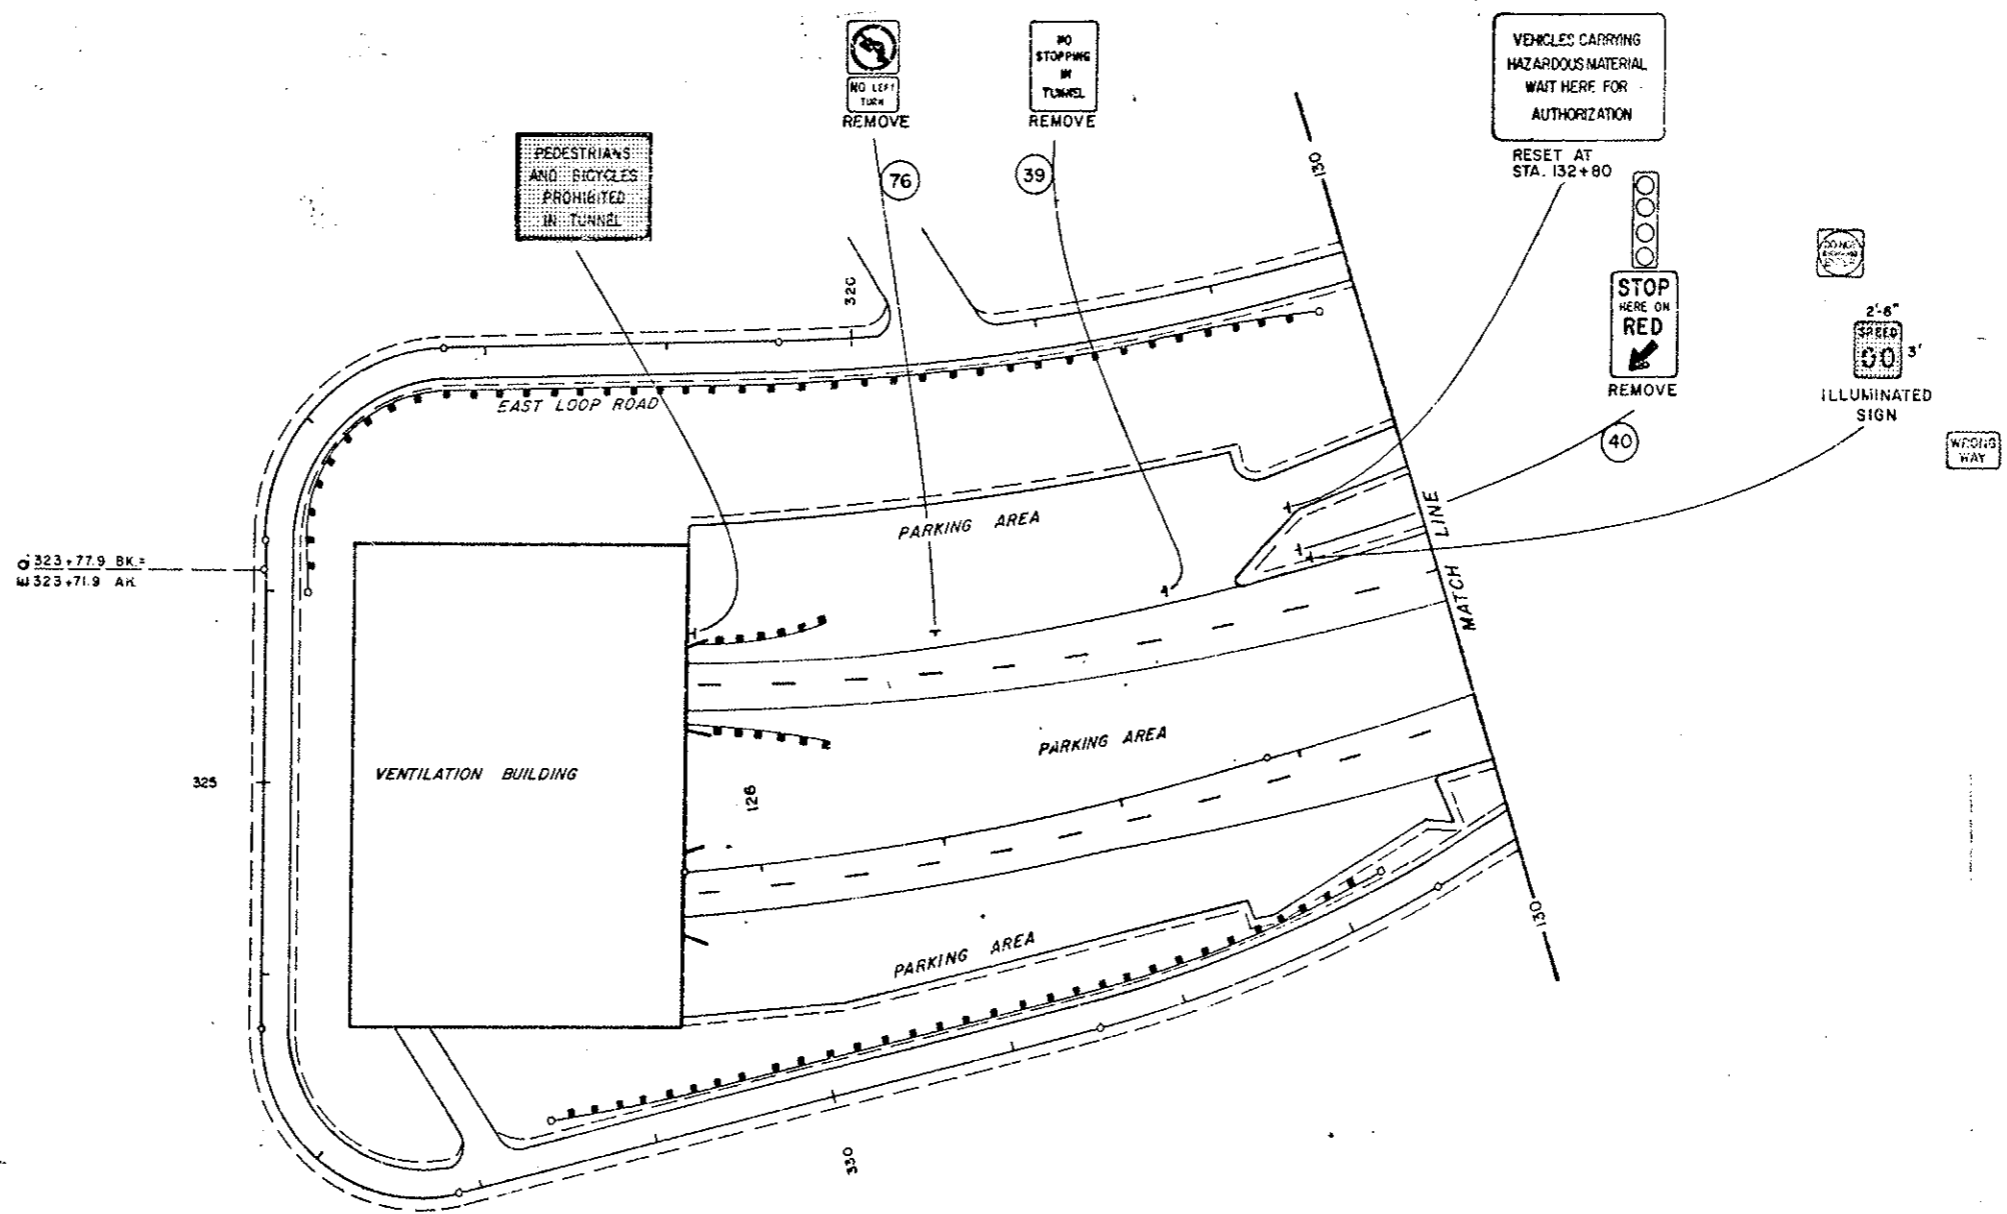 NO LEFT
TURN
REMOVE
76
NO
STOPPING
IN
TUNNEL
REMOVE
39
VEHICLES CARRYING
HAZARDOUS MATERIAL
WAIT HERE FOR
AUTHORIZATION
RESET AT
STA. 132+80
PEDESTRIANS
AND BICYCLES
PROHIBITED
IN TUNNEL
130
STOP
HERE ON
RED
REMOVE
40
DO NOT
ENTER
2'-6"
SPEED
00
3'
ILLUMINATED
SIGN
WRONG
WAY
320
EAST LOOP ROAD
PARKING AREA
MATCH LINE
323+77.9 BK.=
323+71.9 AH.
PARKING AREA
VENTILATION BUILDING
325
126
PARKING AREA
130
330